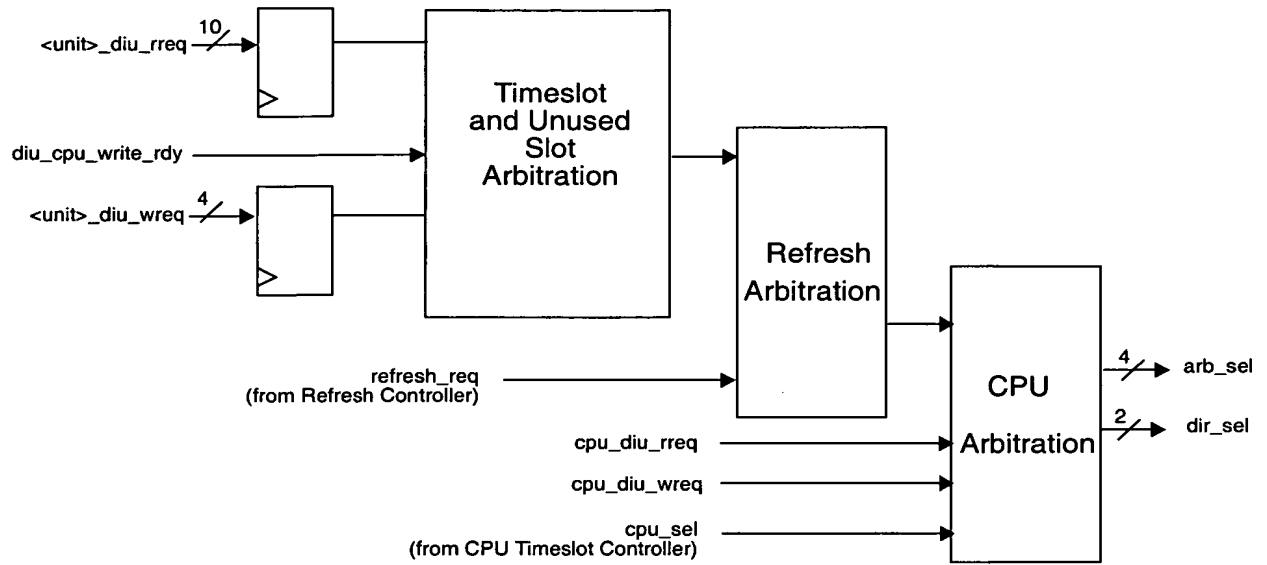 10
<unit>_diu_rreq
diu_cpu_write_rdy
4
<unit>_diu_wreq
Timeslot
and Unused
Slot
Arbitration
Refresh
Arbitration
refresh_req
(from Refresh Controller)
cpu_diu_rreq
cpu_diu_wreq
cpu_sel
(from CPU Timeslot Controller)
CPU
Arbitration
4
arb_sel
2
dir_sel